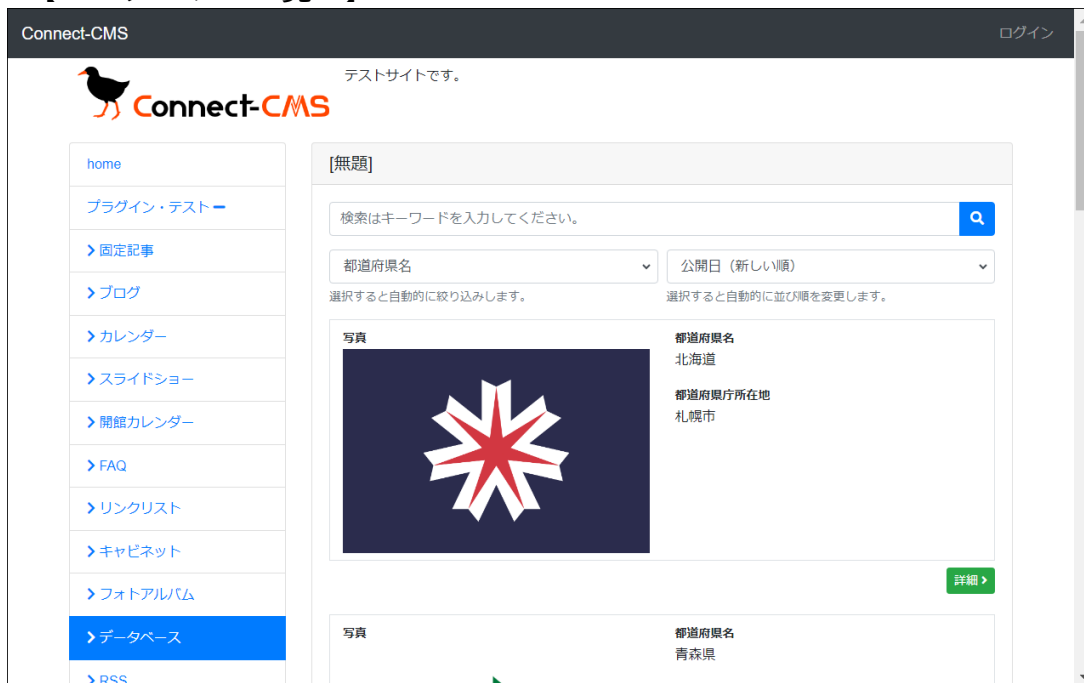 Connect-CMS
ログイン
Connect-CMS
テストサイトです。
home
プラグイン・テスト
固定記事
ブログ
カレンダー
スライドショー
開館カレンダー
FAQ
リンクリスト
キャビネット
フォトアルバム
データベース
RSS
[無題]
検索はキーワードを入力してください。
都道府県名
公開日（新しい順）
選択すると自動的に絞り込みします。
選択すると自動的に並び順を変更します。
写真
都道府県名
北海道
都道府県庁所在地
札幌市
詳細
写真
都道府県名
青森県